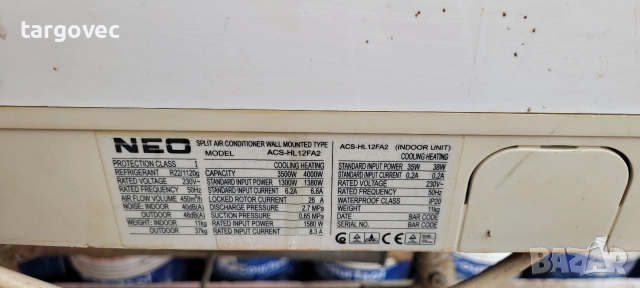 targovec
NEO SPLIT AIR CONDITIONER WALL MOUNTED TYPE
MODEL ACS-HL12FA2
PROTECTION CLASS I
REFRIGERANT R22/1120g
RATED VOLTAGE 230V~
RATED FREQUENCY 50Hz
AIR FLOW VOLUME 450m³/h
NOISE: INDOOR 40dB(A)
OUTDOOR 48dB(A)
WEIGHT: INDOOR 11kg
OUTDOOR 37kg
COOLING HEATING
CAPACITY 3500W 4000W
STANDARD INPUT POWER 1300W 1380W
STANDARD INPUT CURRENT 6.2A 6.6A
LOCKED ROTOR CURRENT 26 A
DISCHARGE PRESSURE 2.7 MPa
SUCTION PRESSURE 0.65 MPa
RATED INPUT POWER 1580 W
RATED INPUT CURRENT 8.3 A
ACS-HL12FA2 (INDOOR UNIT)
COOLING HEATING
STANDARD INPUT POWER 35W 38W
STANDARD INPUT CURRENT 0.2A 0.2A
RATED VOLTAGE 230V~
RATED FREQUENCY 50Hz
WATERPROOF CLASS IP20
WEIGHT 11kg
DATE BAR CODE
SERIAL NO. BAR CODE
BAZAR.BG